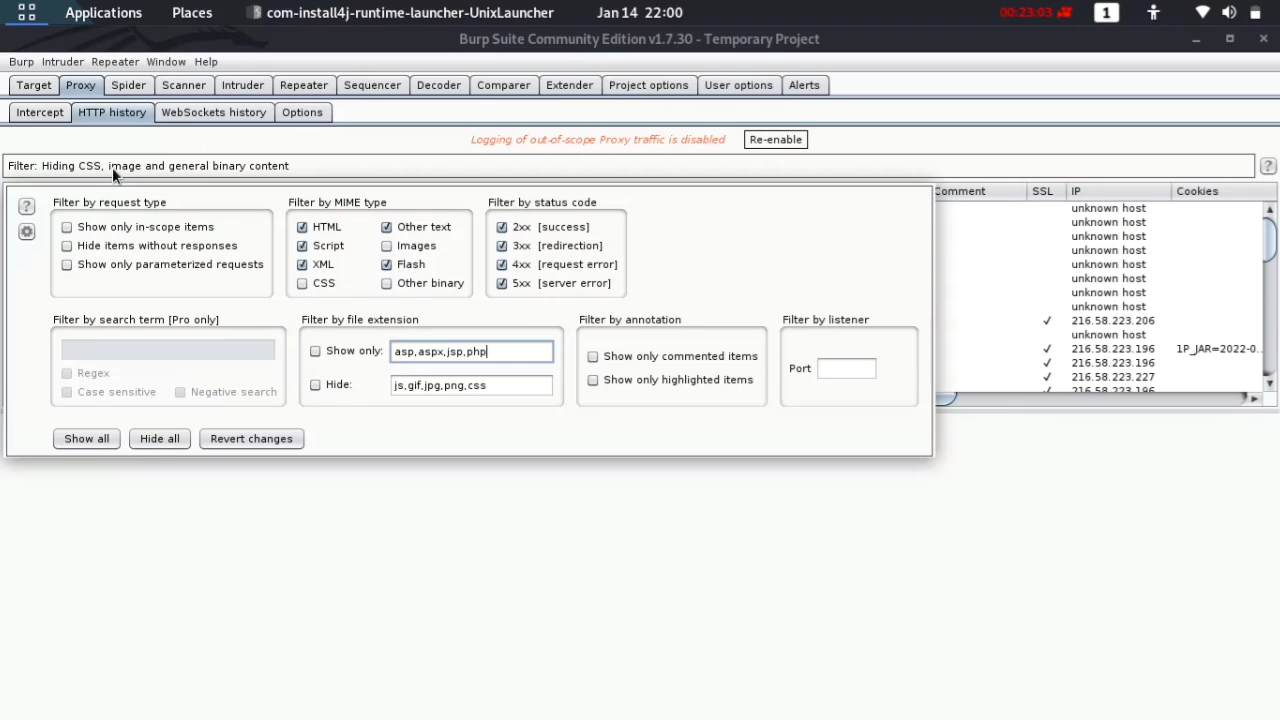 Applications Places com-install4j-runtime-launcher-UnixLauncher Jan 14 22:00 00:23:03 1
Burp Suite Community Edition v1.7.30 - Temporary Project
Burp Intruder Repeater Window Help
Target Proxy Spider Scanner Intruder Repeater Sequencer Decoder Comparer Extender Project options User options Alerts
Intercept HTTP history WebSockets history Options
Logging of out-of-scope Proxy traffic is disabled Re-enable
Filter: Hiding CSS, image and general binary content ?
Comment SSL IP Cookies
? Filter by request type Filter by MIME type Filter by status code
Show only in-scope items HTML Other text 2xx [success]
Hide items without responses Script Images 3xx [redirection]
Show only parameterized requests XML Flash 4xx [request error]
CSS Other binary 5xx [server error]
Filter by search term [Pro only] Filter by file extension Filter by annotation Filter by listener
Show only: asp,aspx,jsp,php Show only commented items Port
Regex
Hide: js,gif,jpg,png,css Show only highlighted items
Case sensitive Negative search
Show all Hide all Revert changes
unknown host
unknown host
unknown host
unknown host
unknown host
unknown host
unknown host
unknown host
✓ 216.58.223.206
unknown host
✓ 216.58.223.196 1P_JAR=2022-0...
✓ 216.58.223.196
✓ 216.58.223.227
✓ 216.58.223.196